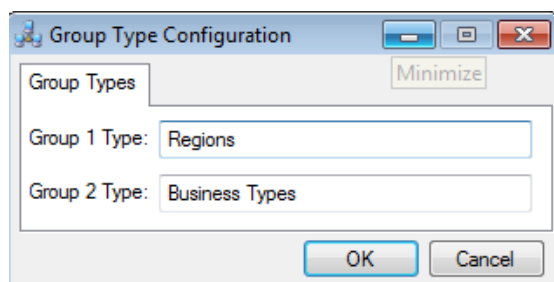 Group Type Configuration
Minimize
Group Types
Group 1 Type: Regions
Group 2 Type: Business Types
OK Cancel